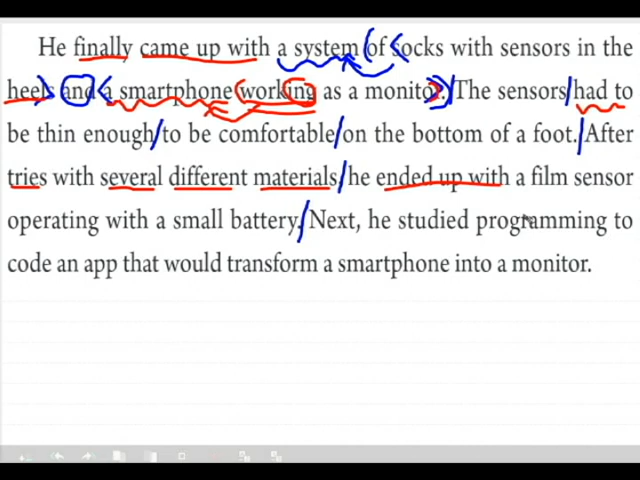 He finally came up with a system of socks with sensors in the
heels and a smartphone working as a monitor. The sensors had to
be thin enough to be comfortable on the bottom of a foot. After
tries with several different materials he ended up with a film sensor
operating with a small battery. Next, he studied programming to
code an app that would transform a smartphone into a monitor.